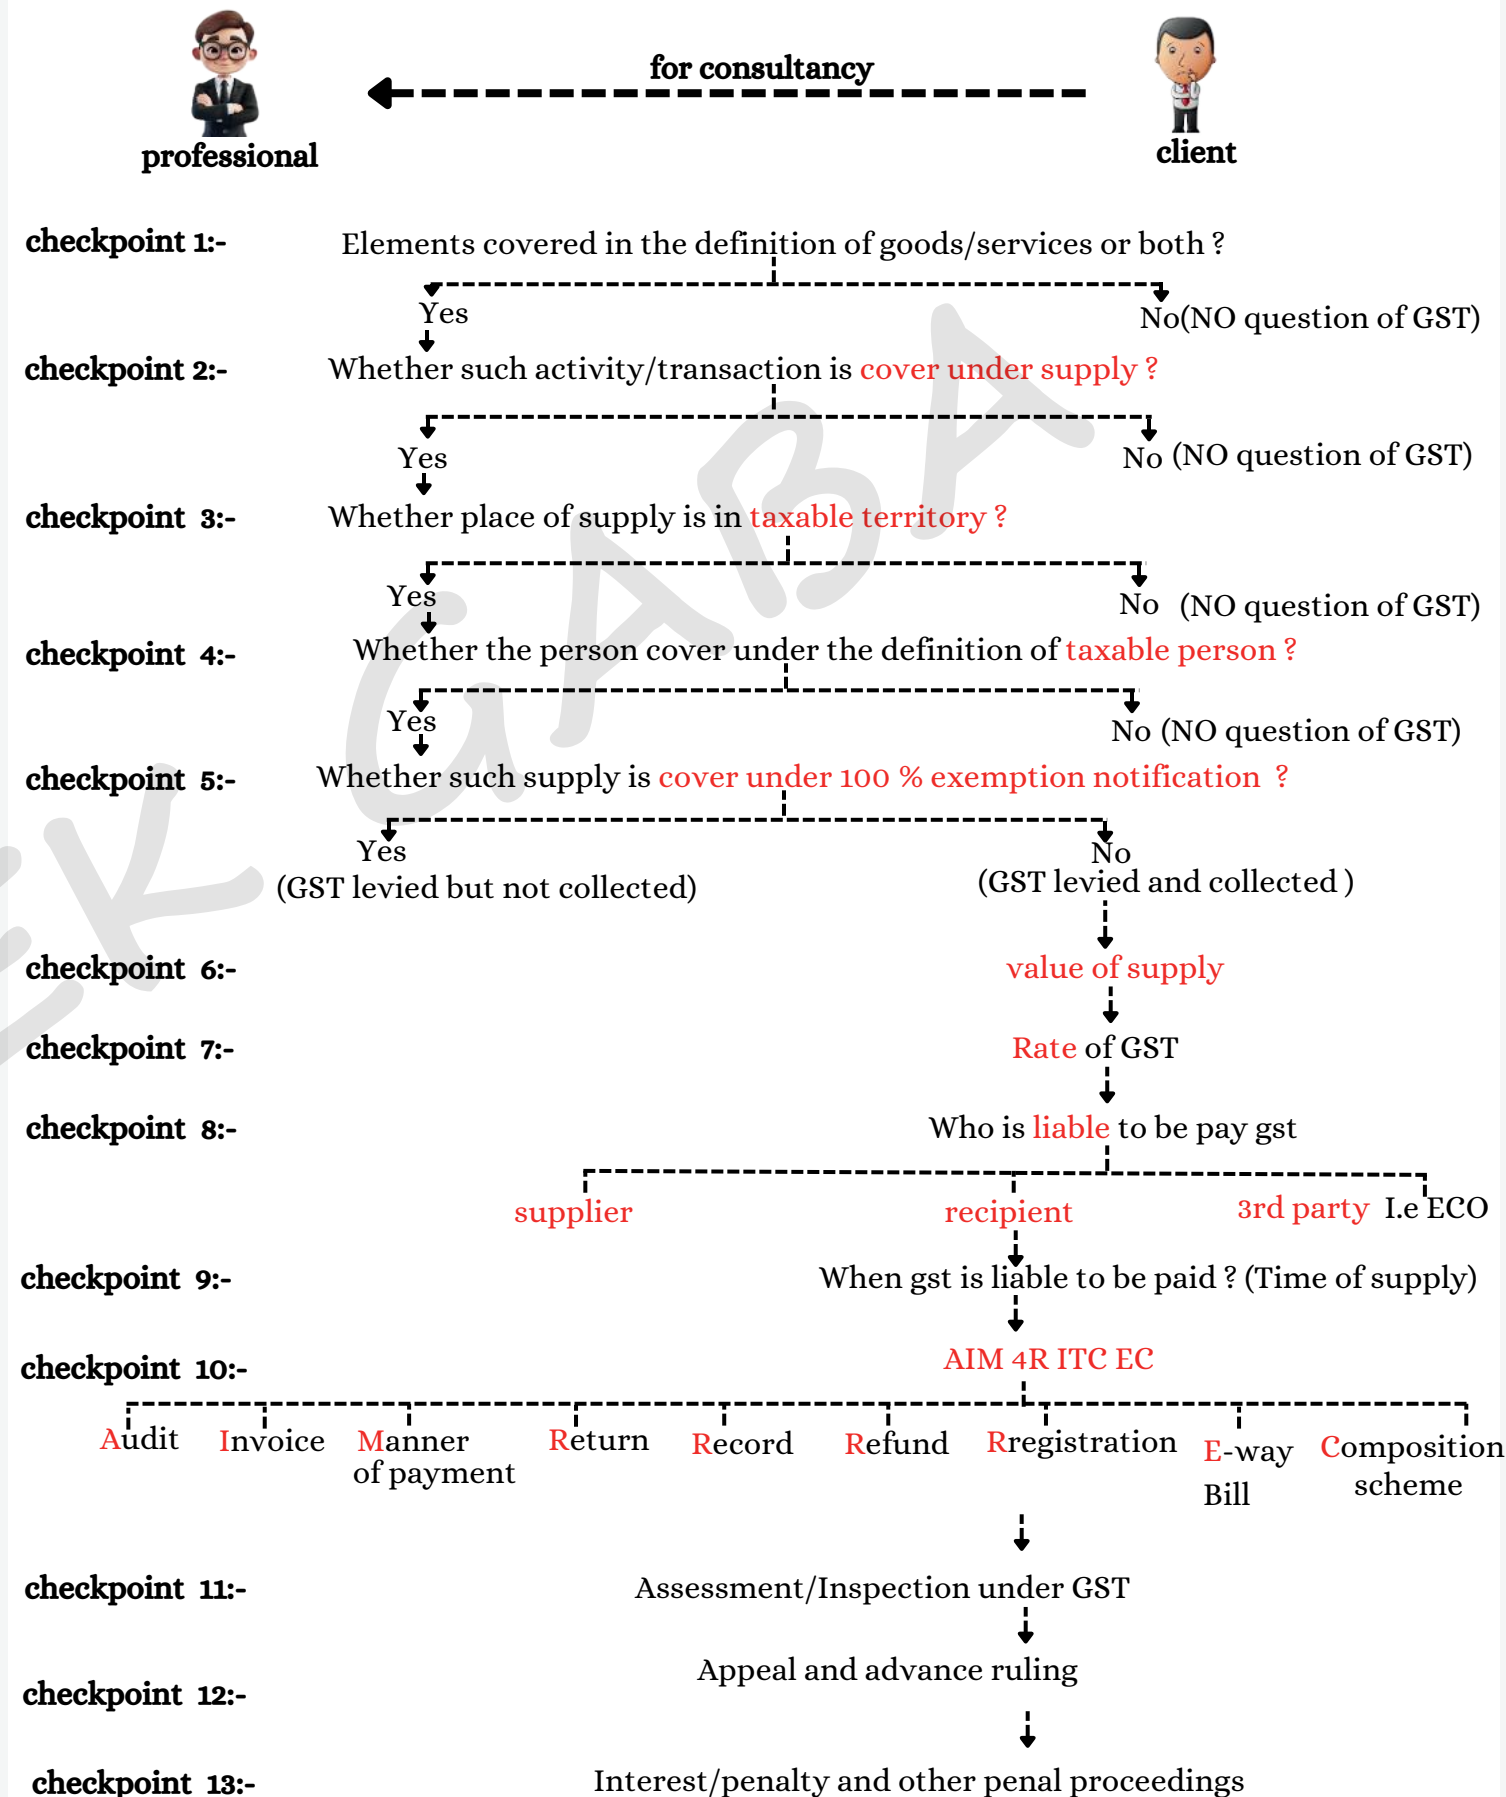 for consultancy
professional
client
checkpoint 1:- Elements covered in the definition of goods/services or both ?
Yes
No(NO question of GST)
checkpoint 2:- Whether such activity/transaction is cover under supply ?
Yes
No (NO question of GST)
checkpoint 3:- Whether place of supply is in taxable territory ?
Yes
No (NO question of GST)
checkpoint 4:- Whether the person cover under the definition of taxable person ?
Yes
No (NO question of GST)
checkpoint 5:- Whether such supply is cover under 100 % exemption notification ?
Yes
(GST levied but not collected)
No
(GST levied and collected )
checkpoint 6:- value of supply
checkpoint 7:- Rate of GST
checkpoint 8:- Who is liable to be pay gst
supplier
recipient
3rd party I.e ECO
checkpoint 9:- When gst is liable to be paid ? (Time of supply)
checkpoint 10:- AIM 4R ITC EC
Audit
Invoice
Manner
of payment
Return
Record
Refund
Rregistration
E-way
Bill
Composition
scheme
checkpoint 11:- Assessment/Inspection under GST
checkpoint 12:- Appeal and advance ruling
checkpoint 13:- Interest/penalty and other penal proceedings
EK GABA